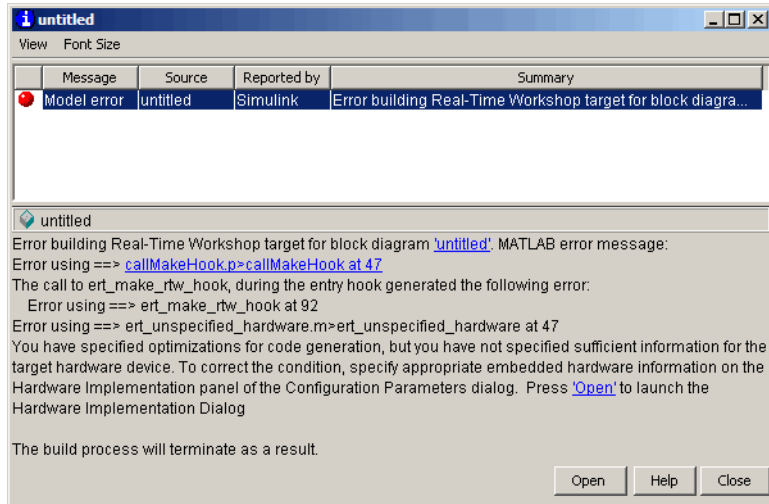 untitled
View Font Size
Message Source Reported by Summary
Model error untitled Simulink Error building Real-Time Workshop target for block diagra...
untitled
Error building Real-Time Workshop target for block diagram 'untitled'. MATLAB error message:
Error using ==> callMakeHook.p>callMakeHook at 47
The call to ert_make_rtw_hook, during the entry hook generated the following error:
Error using ==> ert_make_rtw_hook at 92
Error using ==> ert_unspecified_hardware.m>ert_unspecified_hardware at 47
You have specified optimizations for code generation, but you have not specified sufficient information for the
target hardware device. To correct the condition, specify appropriate embedded hardware information on the
Hardware Implementation panel of the Configuration Parameters dialog. Press 'Open' to launch the
Hardware Implementation Dialog
The build process will terminate as a result.
Open Help Close